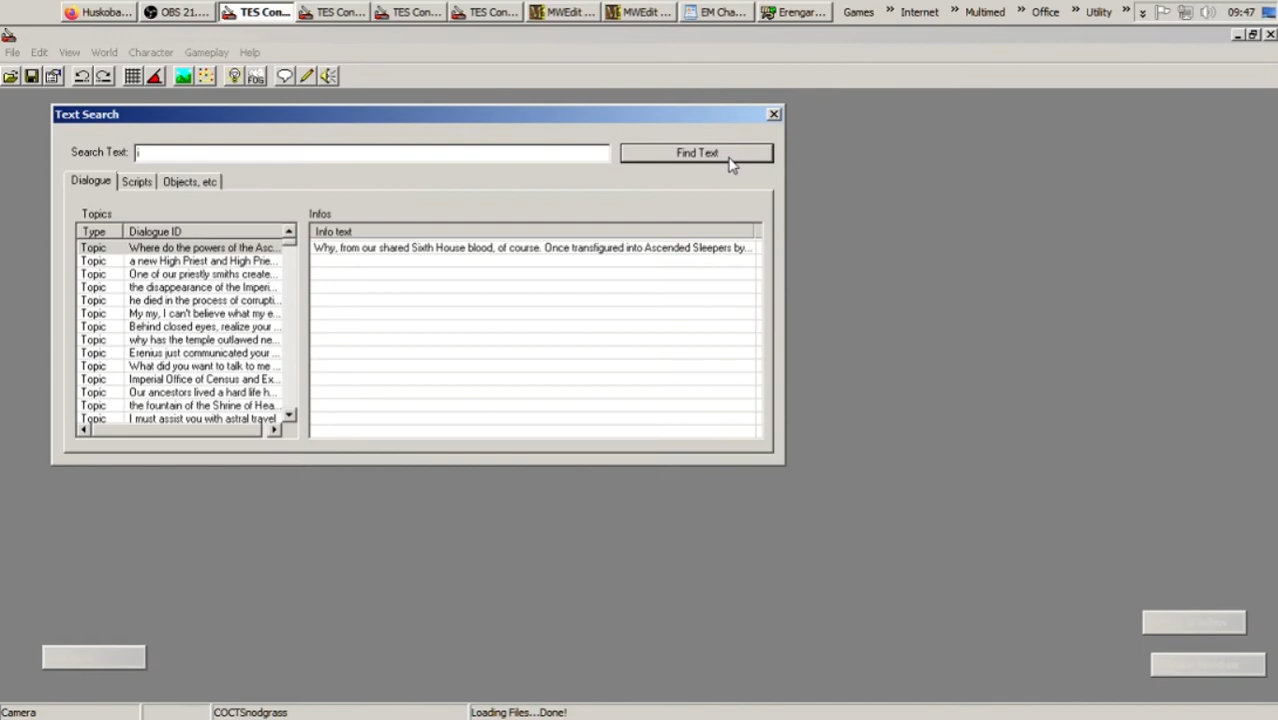 Huskoba... OBS 21.... TES Con... TES Con... TES Con... TES Con... MWEdit ... MWEdit ... EM Cha... Erengar... Games » Internet » Multimed » Office » Utility » 09:47
File Edit View World Character Gameplay Help
FOG
Text Search
Search Text: i Find Text
Dialogue Scripts Objects, etc
Topics Infos
Type Dialogue ID Info text
Topic Where do the powers of the Asc... Why, from our shared Sixth House blood, of course. Once transfigured into Ascended Sleepers by...
Topic a new High Priest and High Prie...
Topic One of our priestly smiths create...
Topic the disappearance of the Imperi...
Topic he died in the process of corrupti...
Topic My my, I can't believe what my e...
Topic Behind closed eyes, realize your ...
Topic why has the temple outlawed ne...
Topic Erenius just communicated your ...
Topic What did you want to talk to me ...
Topic Imperial Office of Census and Ex...
Topic Our ancestors lived a hard life h...
Topic the fountain of the Shrine of Hea...
Topic I must assist you with astral travel
Camera COCTSnodgrass Loading Files...Done!